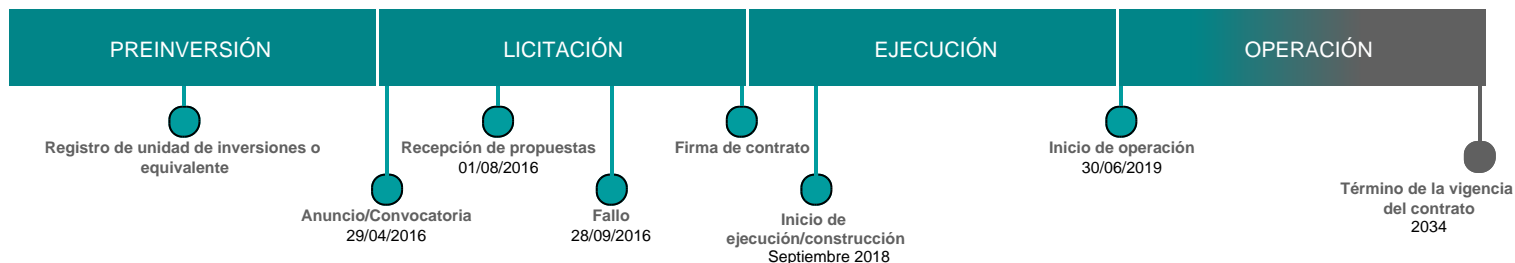 PREINVERSIÓN
LICITACIÓN
EJECUCIÓN
OPERACIÓN
Registro de unidad de inversiones o
equivalente
Anuncio/Convocatoria
29/04/2016
Recepción de propuestas
01/08/2016
Fallo
28/09/2016
Firma de contrato
Inicio de
ejecución/construcción
Septiembre 2018
Inicio de operación
30/06/2019
Término de la vigencia
del contrato
2034